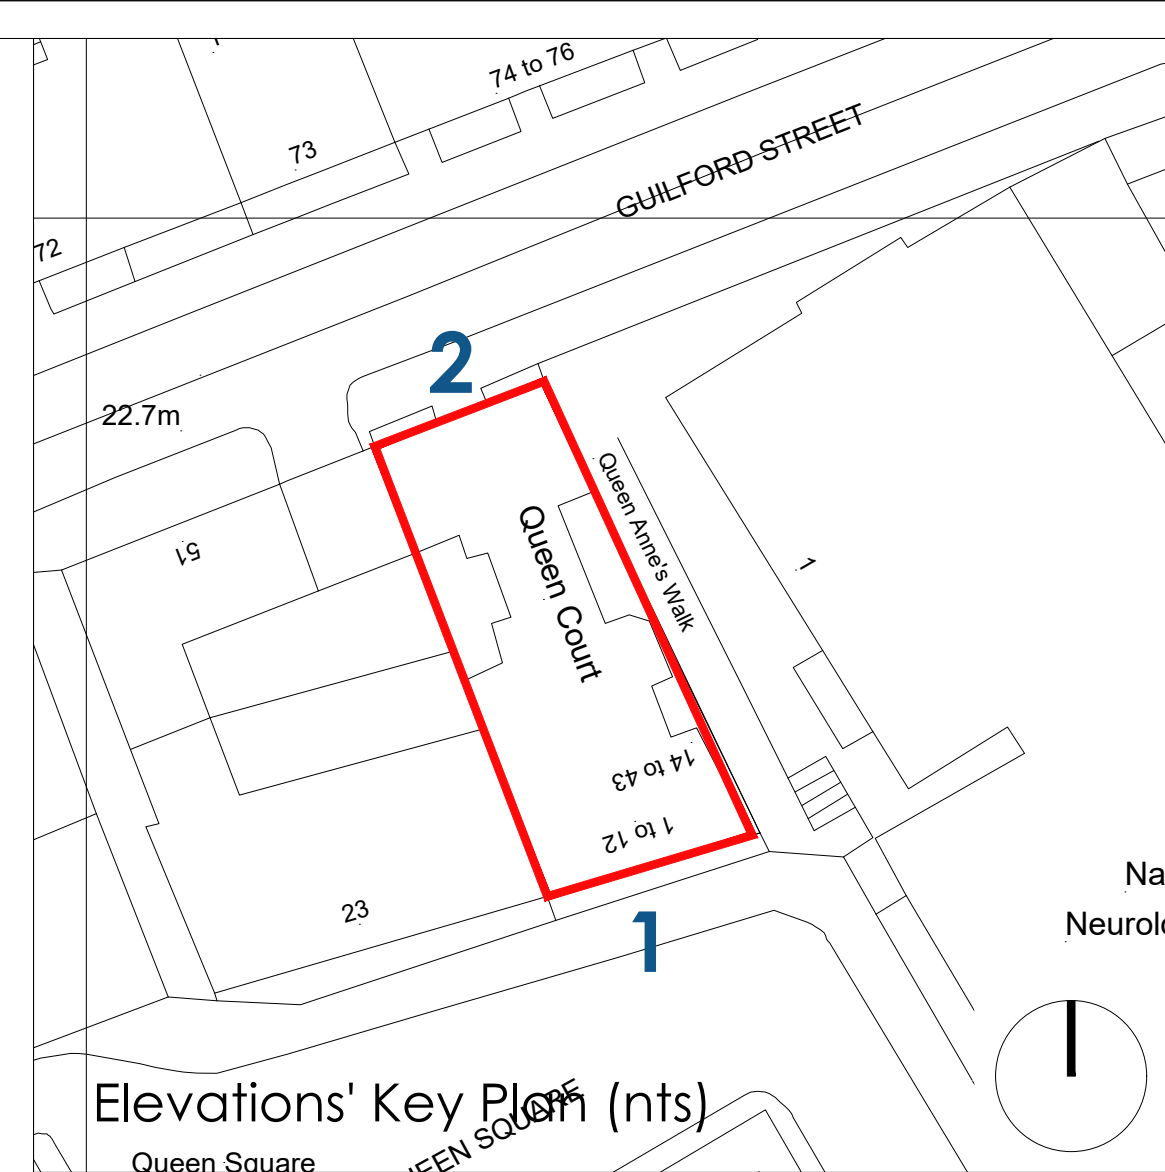 74 to 76
73
GUILFORD STREET
72
2
22.7m
Queen Anne's Walk
Queen Court
51
1
14 to 43
1 to 12
23
1
Na
Neurolo
Elevations' Key Plan (nts)
EEN SQUARE
Queen Square